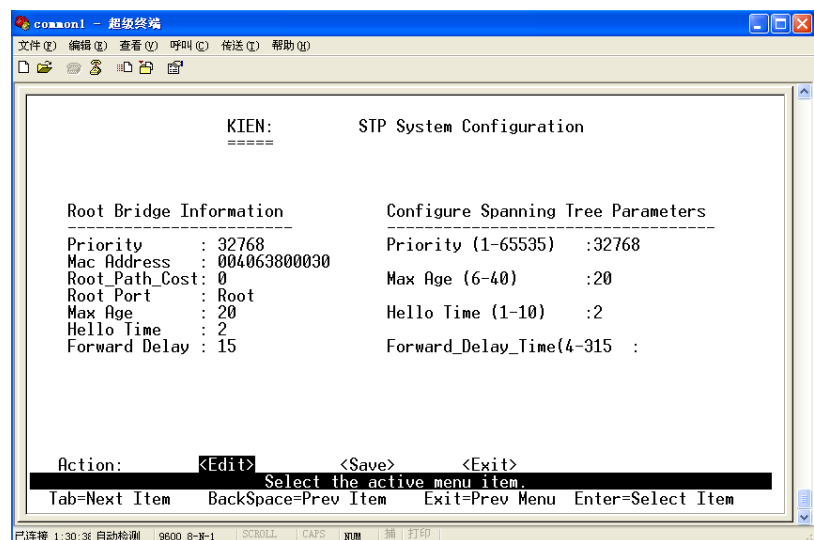 common1 - 超级终端
文件(F) 编辑(E) 查看(V) 呼叫(C) 传送(T) 帮助(H)
KIEN: STP System Configuration
=====
Root Bridge Information
Priority : 32768
Mac Address : 004063800030
Root_Path_Cost: 0
Root Port : Root
Max Age : 20
Hello Time : 2
Forward Delay : 15
Configure Spanning Tree Parameters
Priority (1-65535) :32768
Max Age (6-40) :20
Hello Time (1-10) :2
Forward_Delay_Time(4-315 :
Action: <Edit> <Save> <Exit>
Select the active menu item.
Tab=Next Item BackSpace=Prev Item Exit=Prev Menu Enter=Select Item
已连接 1:30:38 自动检测 9600 8-N-1 SCROLL CAPS NUM 捕 打印